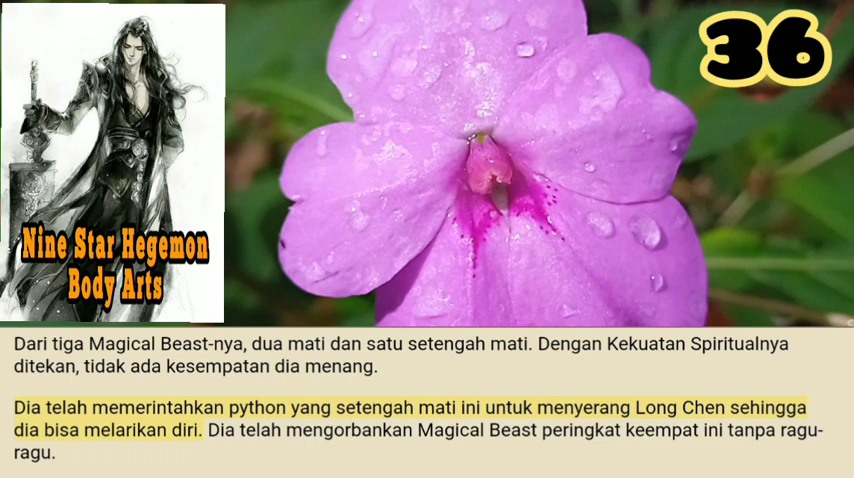 36
Nine Star Hegemon
Body Arts
Dari tiga Magical Beast-nya, dua mati dan satu setengah mati. Dengan Kekuatan Spiritualnya
ditekan, tidak ada kesempatan dia menang.
Dia telah memerintahkan python yang setengah mati ini untuk menyerang Long Chen sehingga
dia bisa melarikan diri. Dia telah mengorbankan Magical Beast peringkat keempat ini tanpa ragu-
ragu.